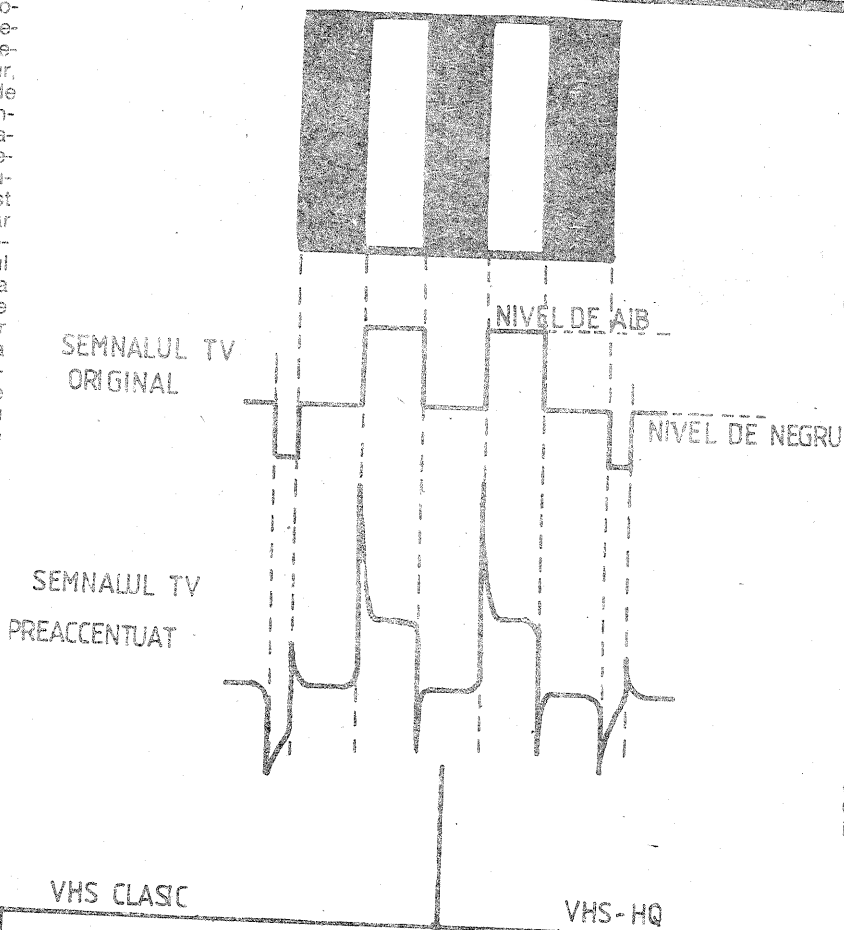 NIVEL DE ALB
SEMNALUL TV
ORIGINAL
NIVEL DE NEGRU
SEMNALUL TV
PREACCENTUAT
VHS CLASIC
VHS-HQ